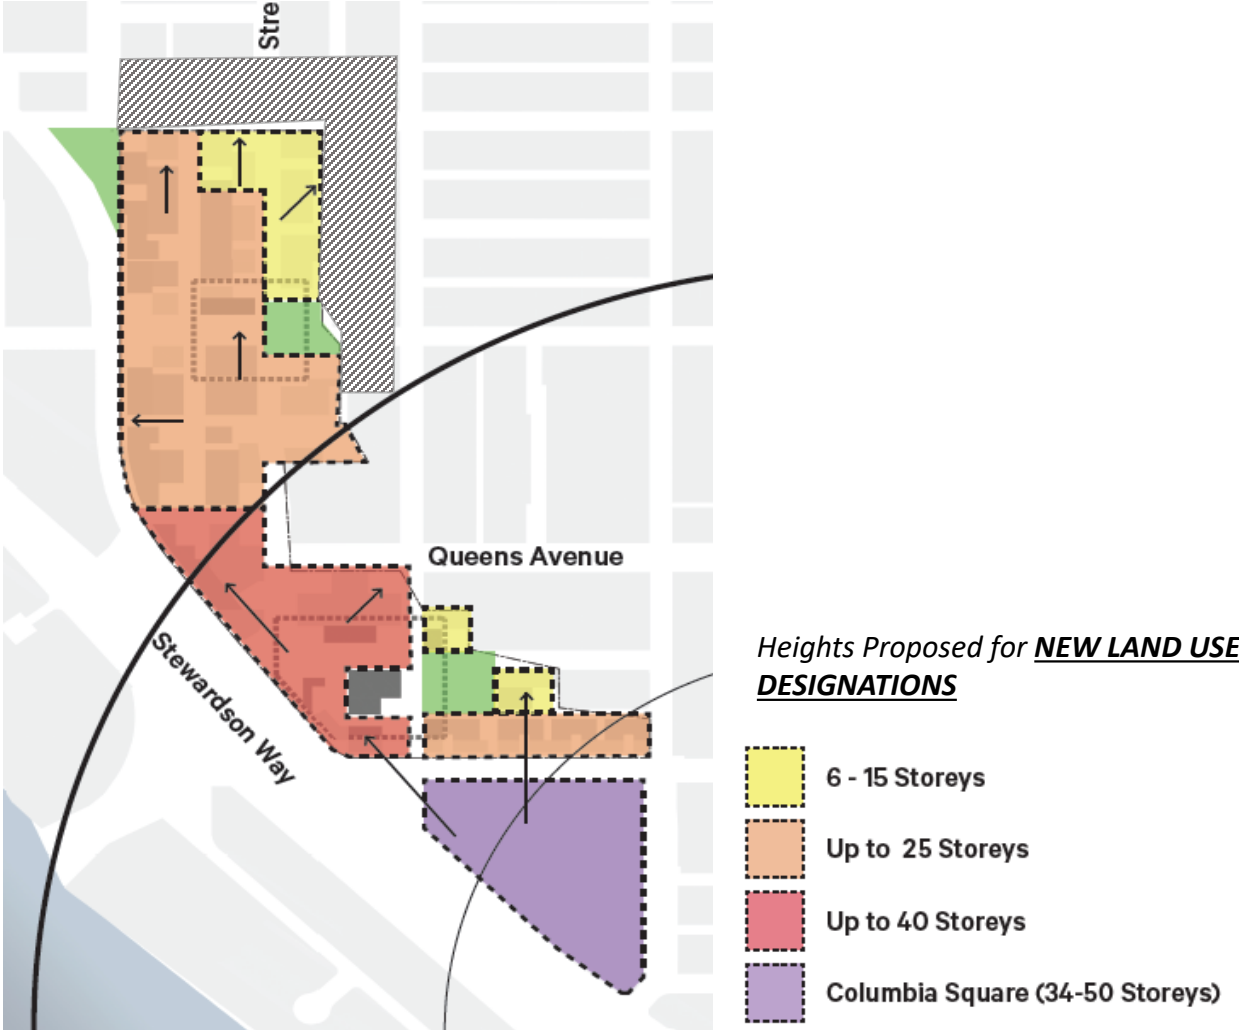 Stre
Queens Avenue
Stewardson Way
Heights Proposed for NEW LAND USE
DESIGNATIONS
6 - 15 Storeys
Up to 25 Storeys
Up to 40 Storeys
Columbia Square (34-50 Storeys)